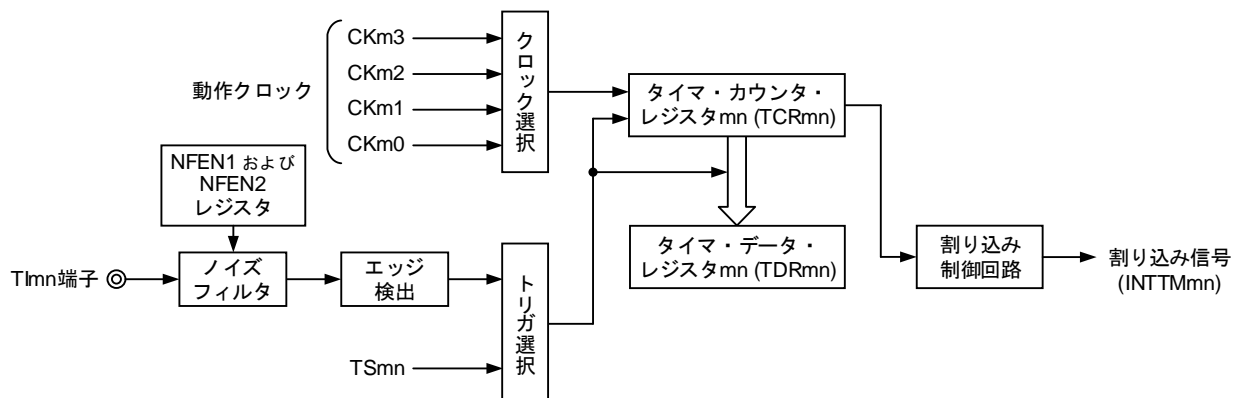 CKm3
CKm2
動作クロック
CKm1
CKm0
クロック選択
タイマ・カウンタ・
レジスタmn (TCRmn)
NFEN1 および
NFEN2
レジスタ
タイマ・データ・
レジスタmn (TDRmn)
割り込み
制御回路
割り込み信号
(INTTMmn)
TImn端子
ノイズ
フィルタ
エッジ
検出
トリガ選択
TSmn